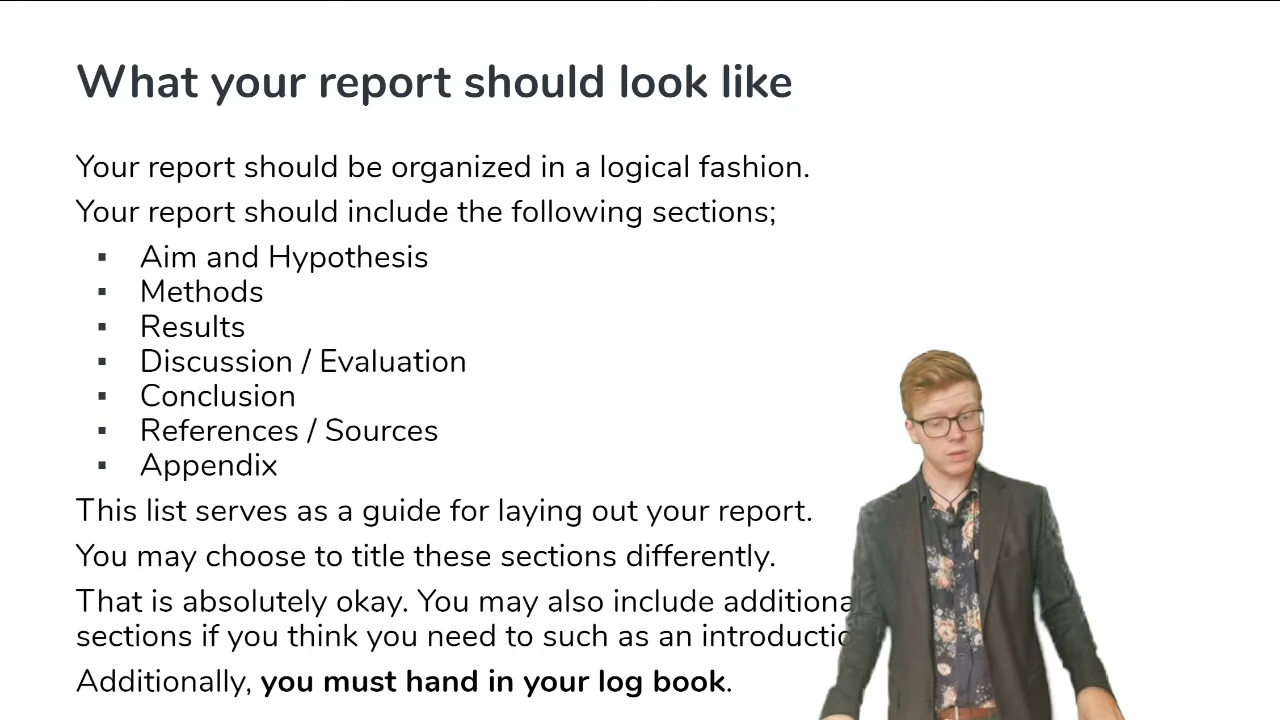 What your report should look like
Your report should be organized in a logical fashion.
Your report should include the following sections;
▪ Aim and Hypothesis
▪ Methods
▪ Results
▪ Discussion / Evaluation
▪ Conclusion
▪ References / Sources
▪ Appendix
This list serves as a guide for laying out your report.
You may choose to title these sections differently.
That is absolutely okay. You may also include
sections if you think you need to such as an
Additionally, you must hand in your log book.